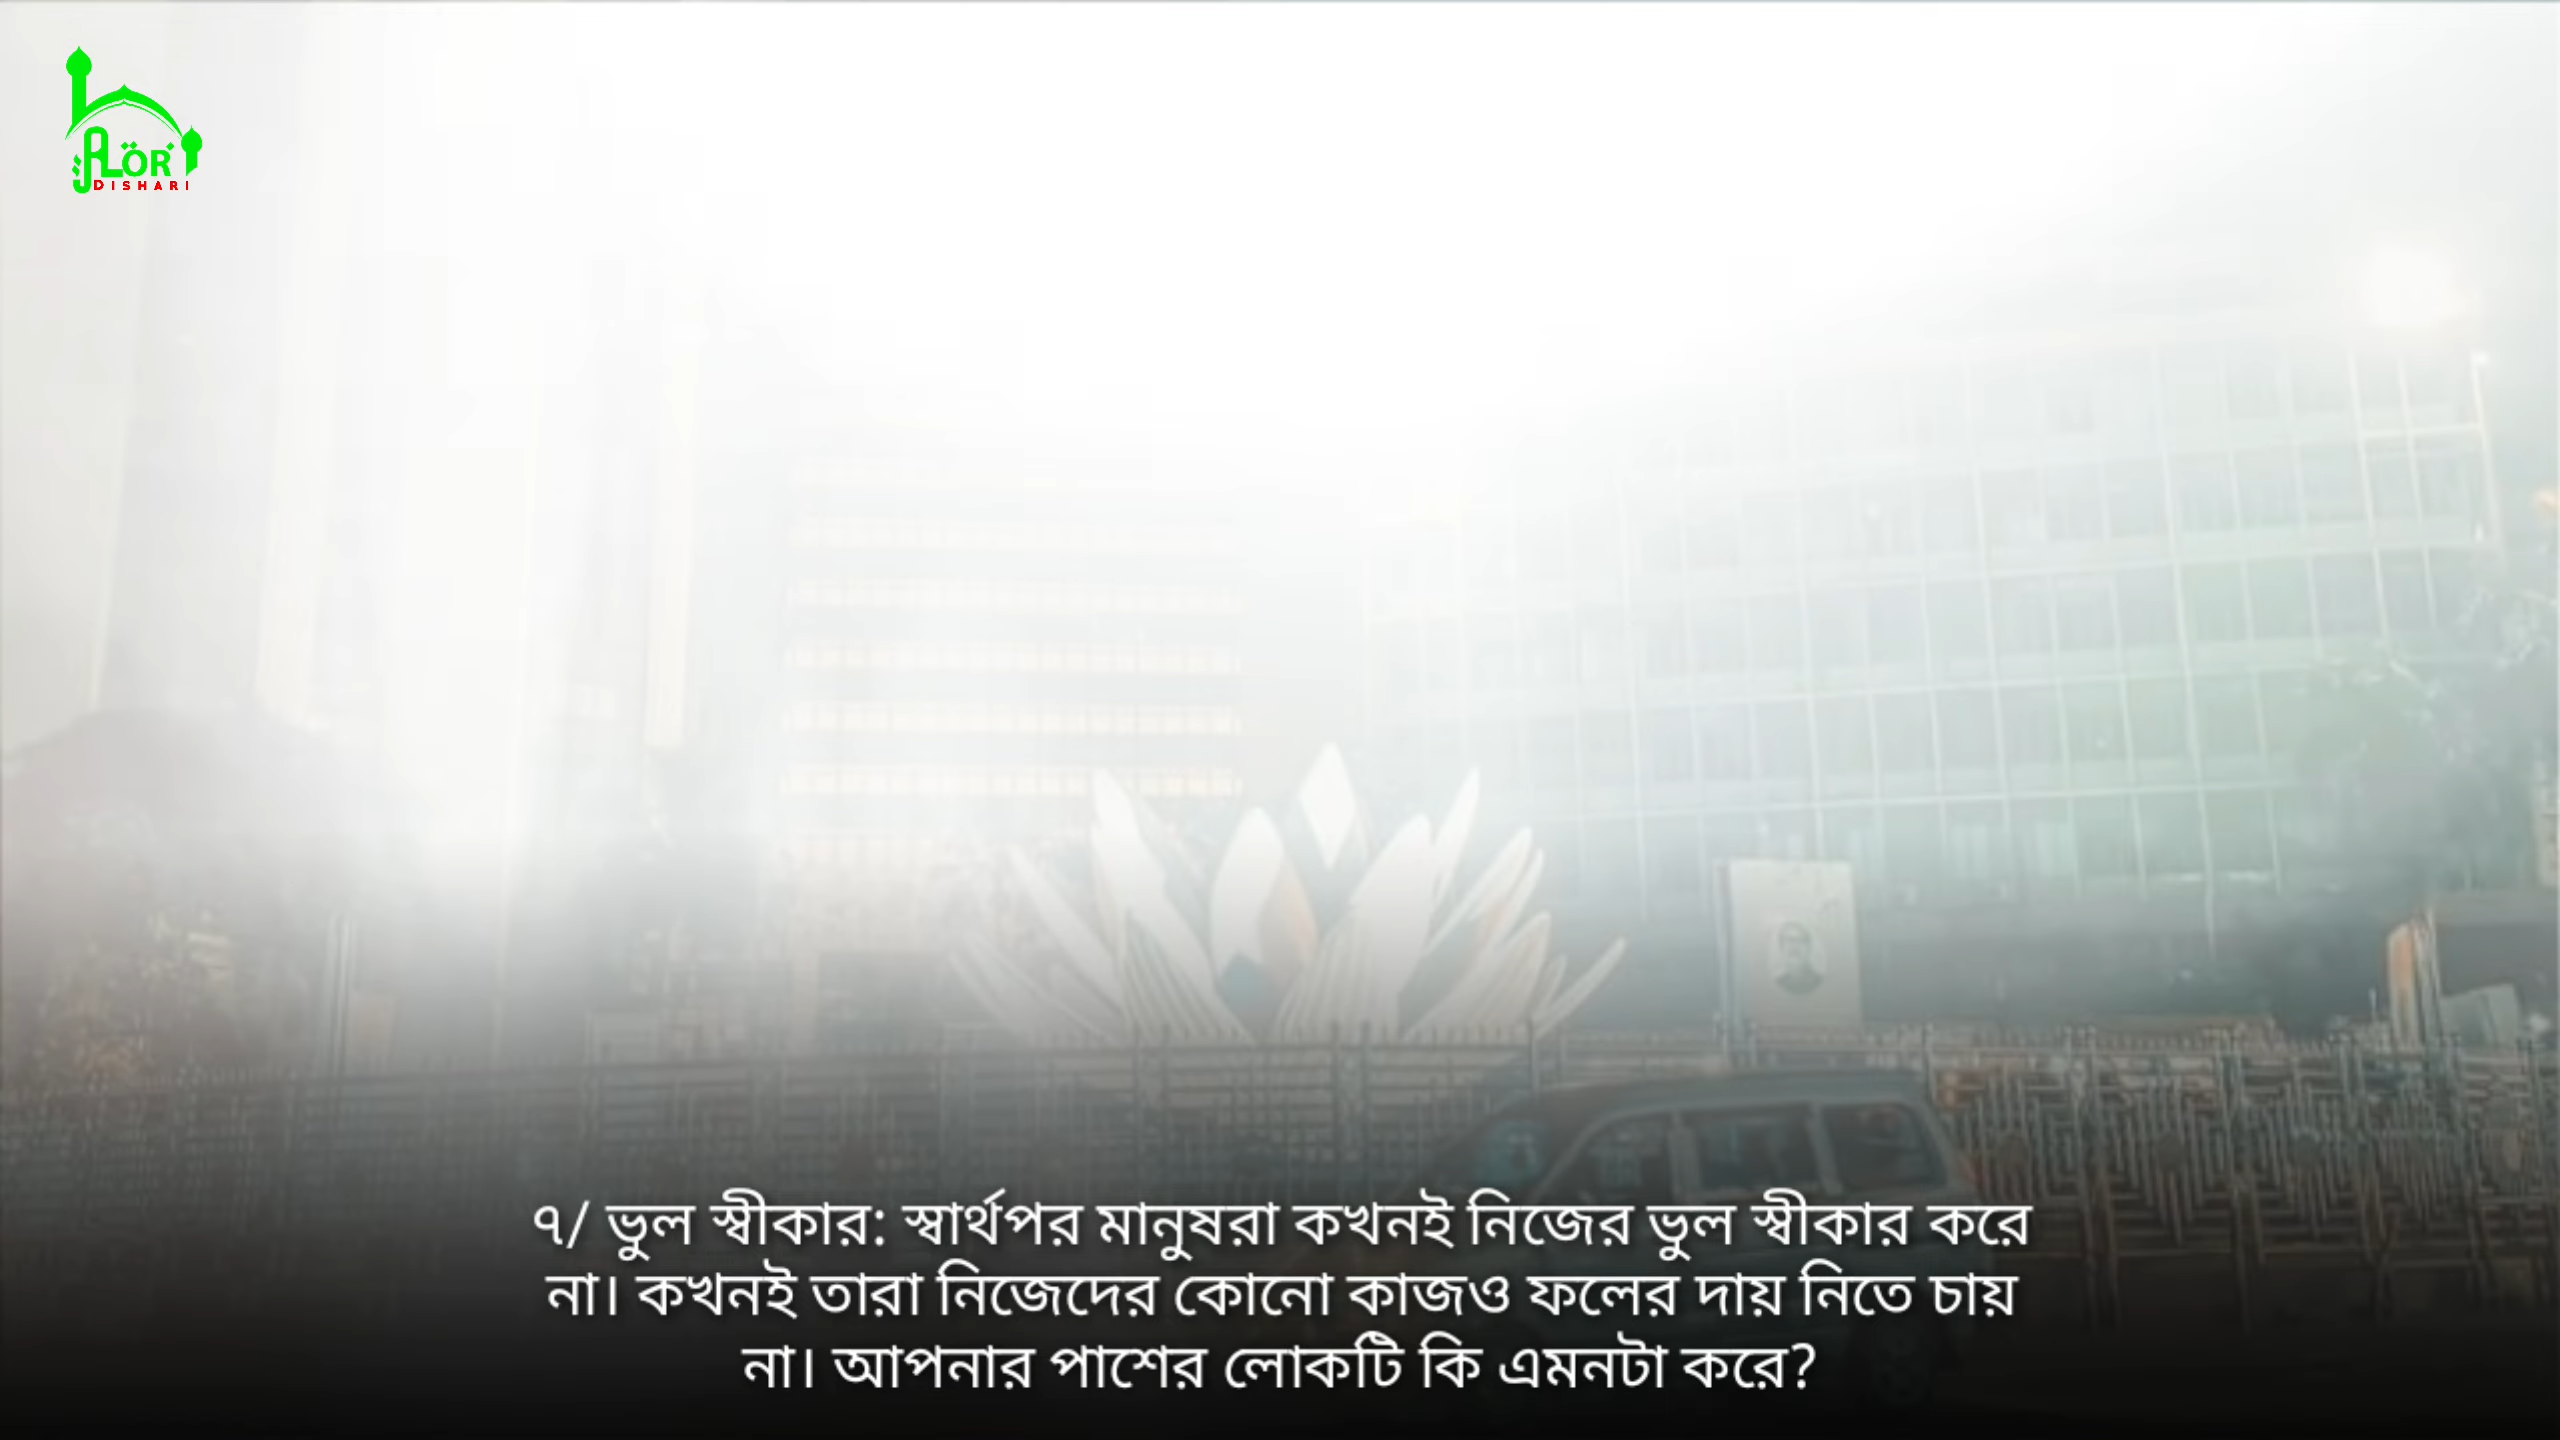 ALOR
DISHARI
৭/ ভুল স্বীকার: স্বার্থপর মানুষরা কখনই নিজের ভুল স্বীকার করে
না। কখনই তারা নিজেদের কোনো কাজও ফলের দায় নিতে চায়
না। আপনার পাশের লোকটি কি এমনটা করে?